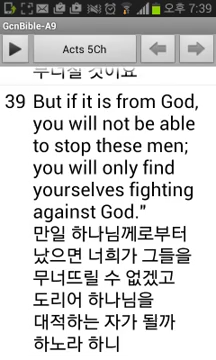 오후 7:39
GcnBible-A9
Acts 5Ch
무너질 것이요
39 But if it is from God,
you will not be able
to stop these men;
you will only find
yourselves fighting
against God."
만일 하나님께로부터
났으면 너희가 그들을
무너뜨릴 수 없겠고
도리어 하나님을
대적하는 자가 될까
하노라 하니